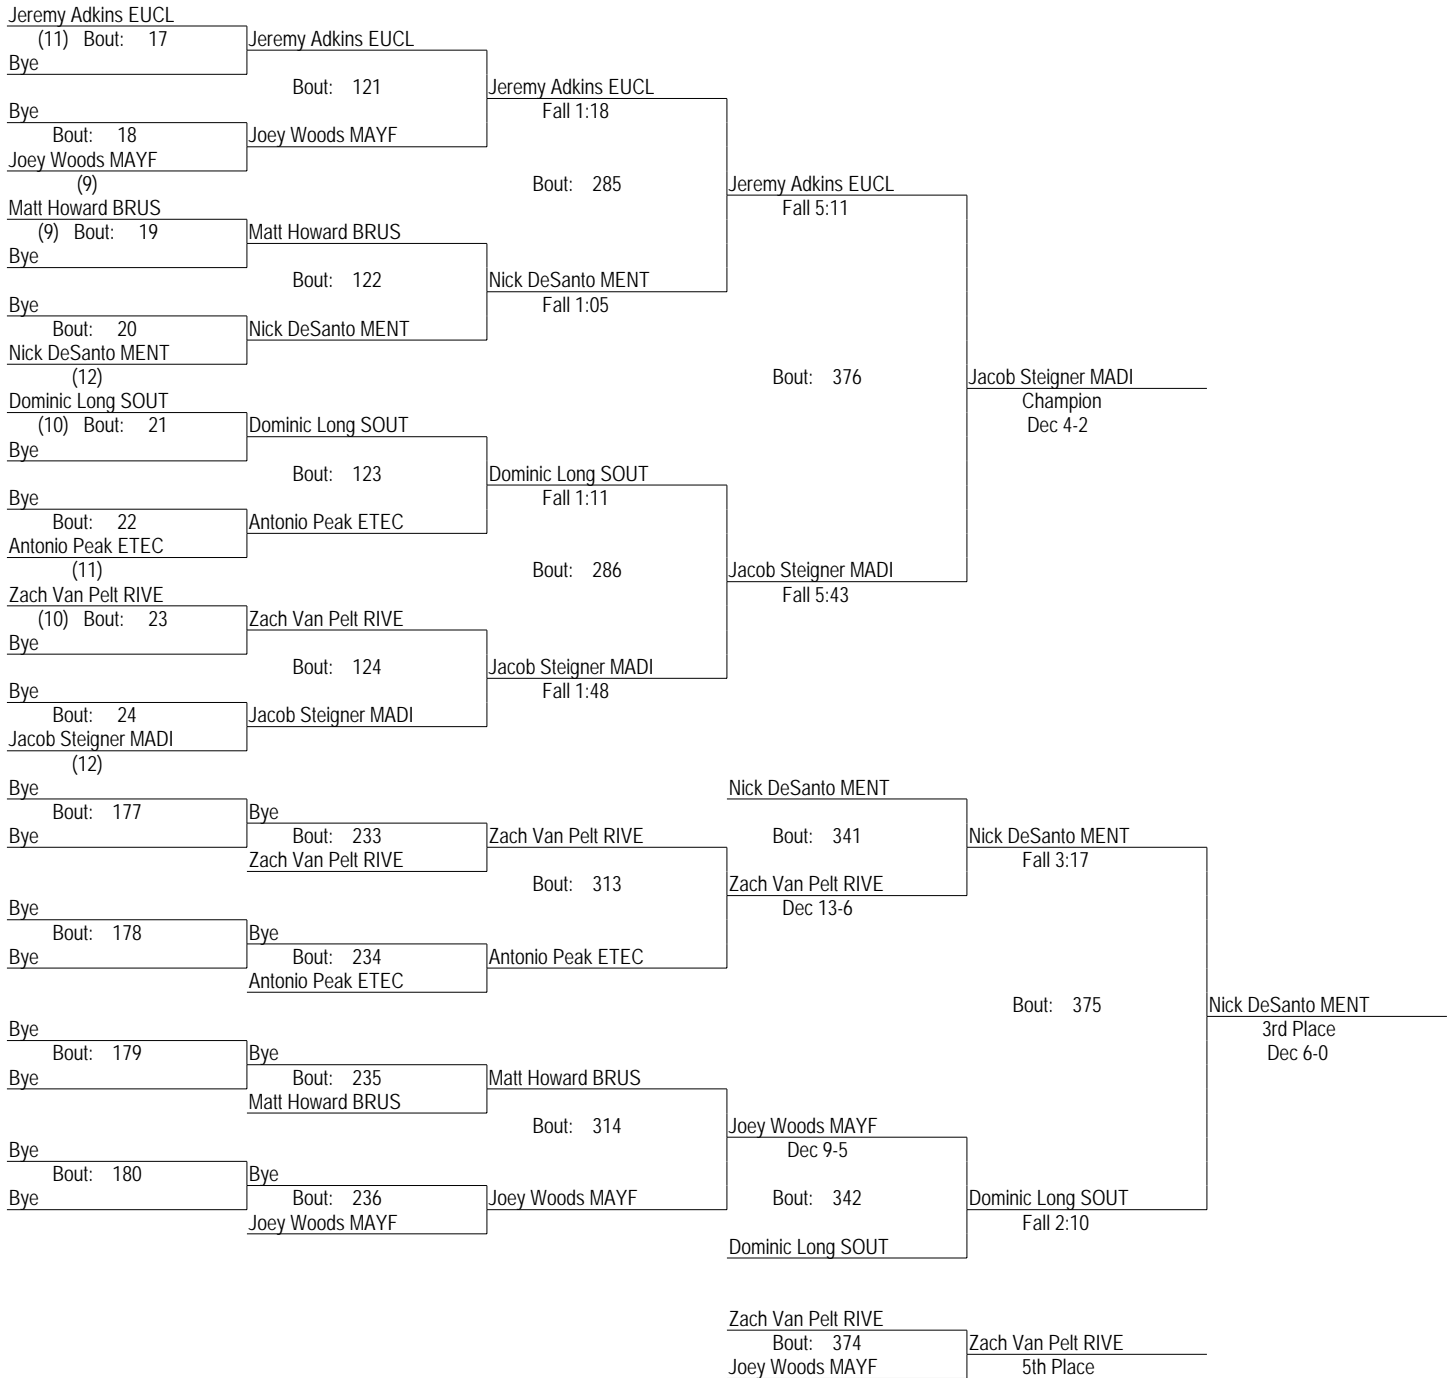 Jeremy Adkins EUCL
(11) Bout: 17
Bye
Bye
Bout: 18
Joey Woods MAYF
(9)
Matt Howard BRUS
(9) Bout: 19
Bye
Bye
Bout: 20
Nick DeSanto MENT
(12)
Dominic Long SOUT
(10) Bout: 21
Bye
Bye
Bout: 22
Antonio Peak ETEC
(11)
Zach Van Pelt RIVE
(10) Bout: 23
Bye
Bye
Bout: 24
Jacob Steigner MADI
(12)
Jeremy Adkins EUCL
Bout: 121
Joey Woods MAYF
Matt Howard BRUS
Bout: 122
Nick DeSanto MENT
Dominic Long SOUT
Bout: 123
Antonio Peak ETEC
Zach Van Pelt RIVE
Bout: 124
Jacob Steigner MADI
Jeremy Adkins EUCL
Fall 1:18
Bout: 285
Nick DeSanto MENT
Fall 1:05
Dominic Long SOUT
Fall 1:11
Bout: 286
Jacob Steigner MADI
Fall 1:48
Jeremy Adkins EUCL
Fall 5:11
Bout: 376
Jacob Steigner MADI
Fall 5:43
Jacob Steigner MADI
Champion
Dec 4-2
Bye
Bout: 177
Bye
Bye
Bout: 178
Bye
Bye
Bout: 179
Bye
Bye
Bout: 180
Bye
Bye
Bout: 233
Zach Van Pelt RIVE
Bye
Bout: 234
Antonio Peak ETEC
Bye
Bout: 235
Matt Howard BRUS
Bye
Bout: 236
Joey Woods MAYF
Zach Van Pelt RIVE
Bout: 313
Antonio Peak ETEC
Matt Howard BRUS
Bout: 314
Joey Woods MAYF
Nick DeSanto MENT
Bout: 341
Zach Van Pelt RIVE
Dec 13-6
Joey Woods MAYF
Dec 9-5
Bout: 342
Dominic Long SOUT
Nick DeSanto MENT
Fall 3:17
Bout: 375
Dominic Long SOUT
Fall 2:10
Nick DeSanto MENT
3rd Place
Dec 6-0
Zach Van Pelt RIVE
Bout: 374
Joey Woods MAYF
Zach Van Pelt RIVE
5th Place